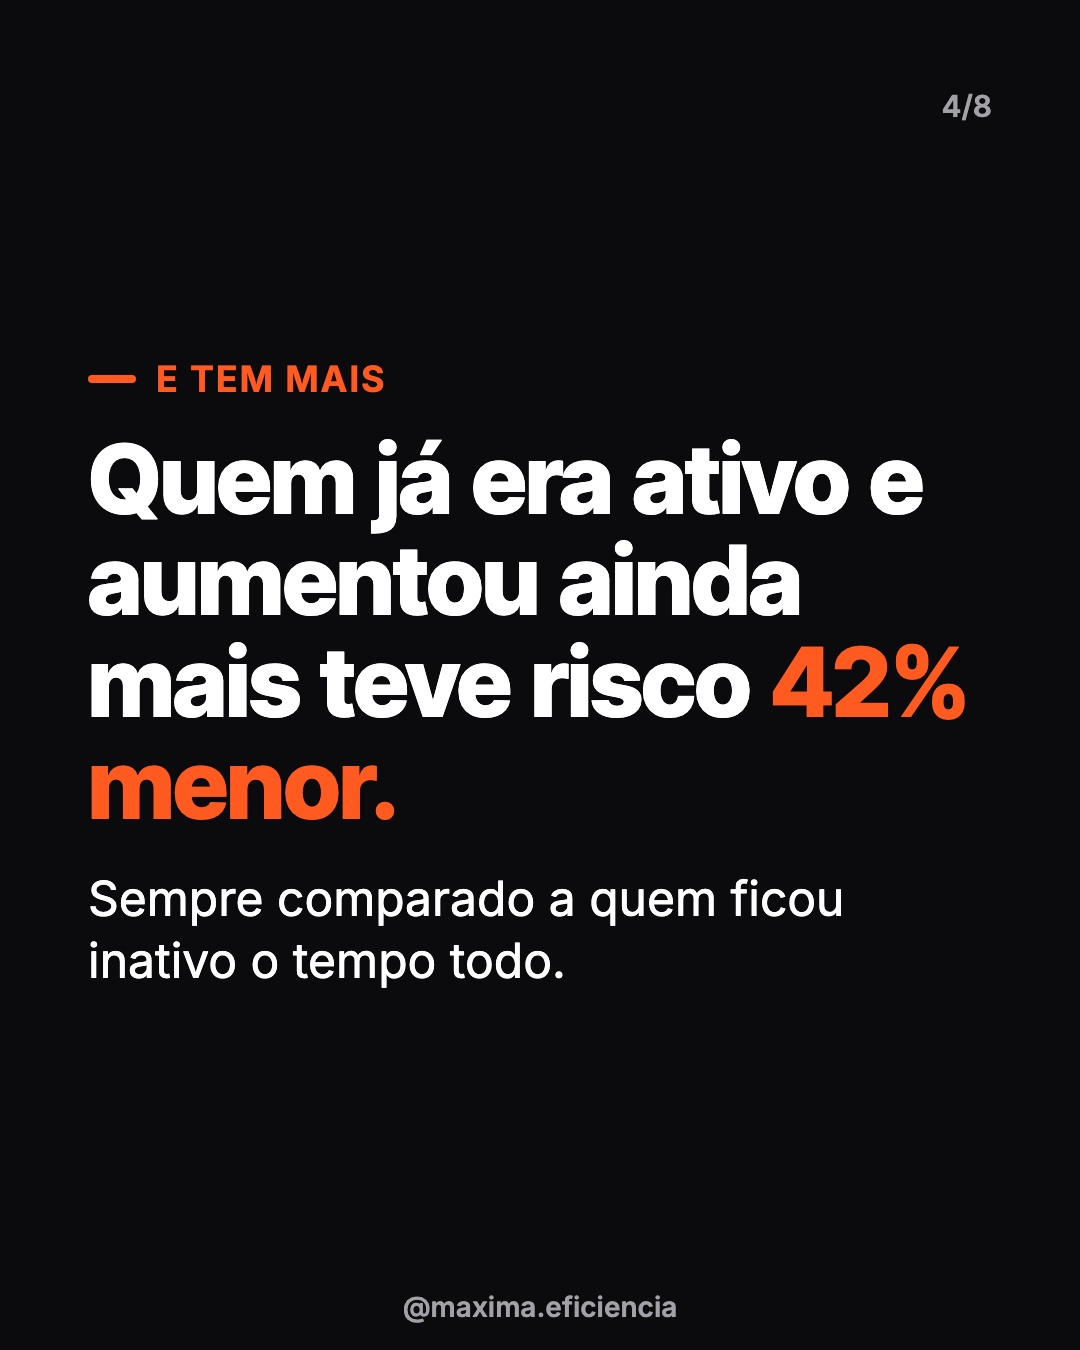 4/8
E TEM MAIS
Quem já era ativo e
aumentou ainda
mais teve risco 42%
menor.
Sempre comparado a quem ficou
inativo o tempo todo.
@maxima.eficiencia